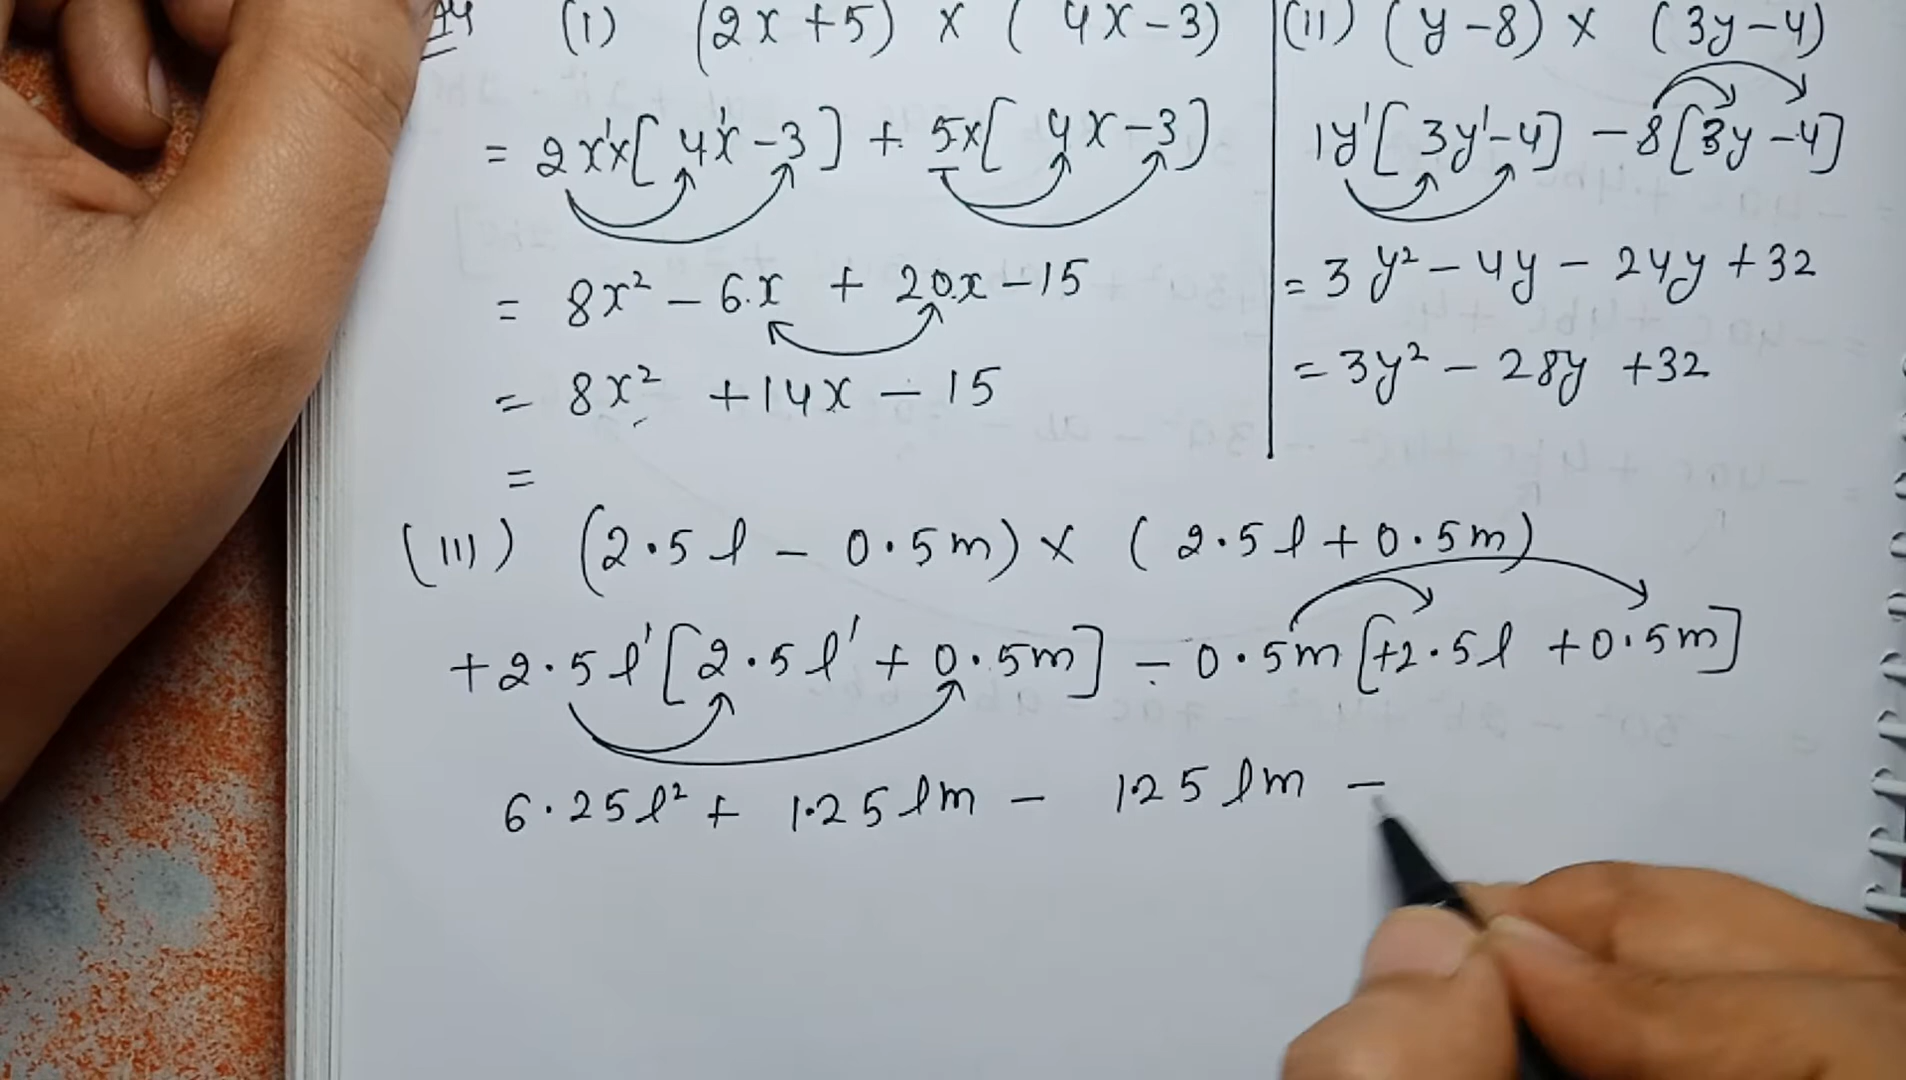 (i) (2x+5) × (4x-3)
= 2x'×[4x'-3] + 5×[4x-3]
= 8x² - 6x + 20x - 15
= 8x² + 14x - 15
=
(ii) (y-8) × (3y-4)
1y'[3y'-4] - 8[3y-4]
= 3y² - 4y - 24y + 32
= 3y² - 28y + 32
(iii) (2.5l - 0.5m) × (2.5l + 0.5m)
+2.5l'[2.5l' + 0.5m] - 0.5m[+2.5l + 0.5m]
6.25l² + 1.25lm - 1.25lm -